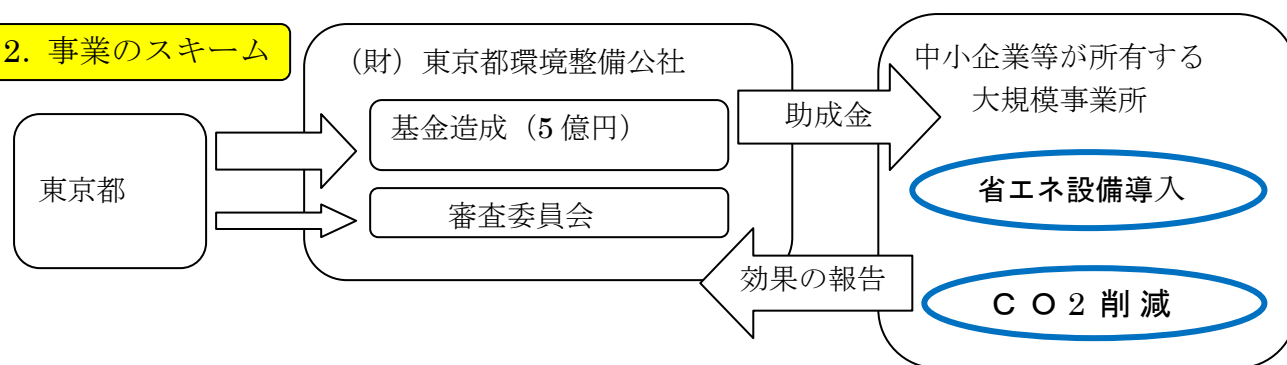 2. 事業のスキーム
東京都
（財）東京都環境整備公社
基金造成（5 億円）
審査委員会
助成金
効果の報告
中小企業等が所有する
大規模事業所
省エネ設備導入
ＣＯ２削減